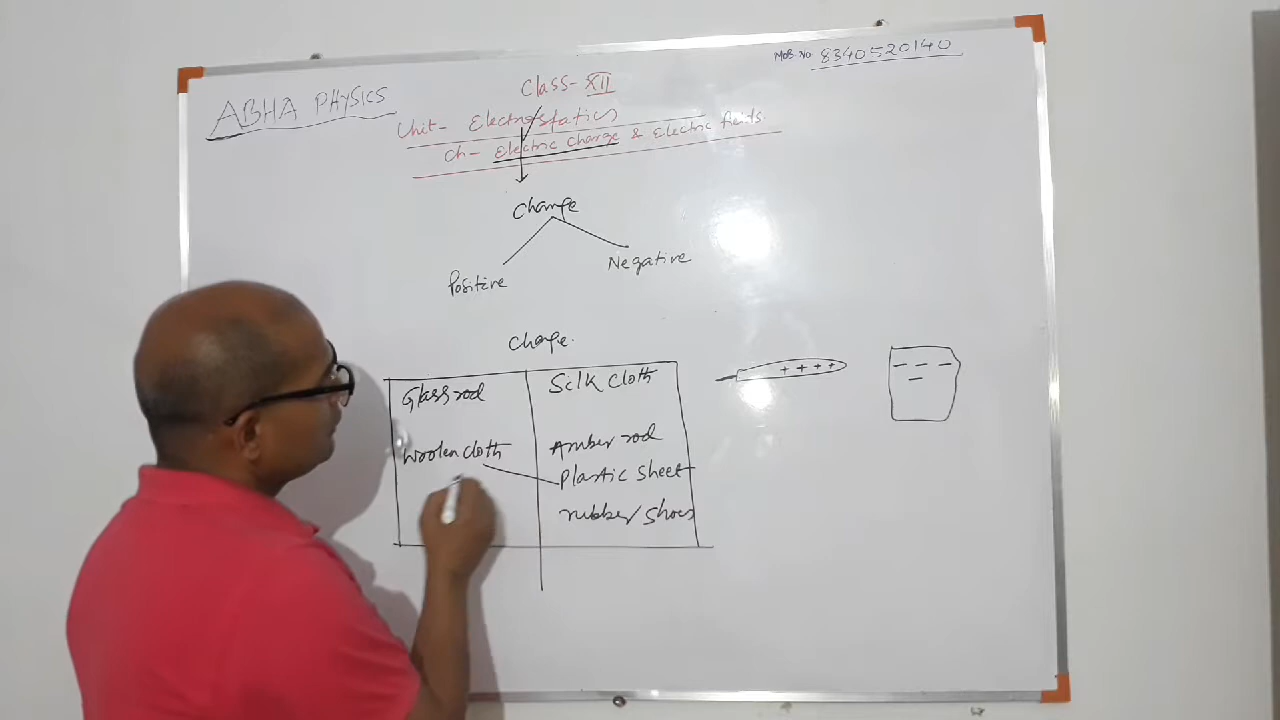 MOB. No 8340520140
ABHA PHYSICS
Class- XII
Unit- Electrostatics
Ch- Electric Charge & Electric fields.
Charge
Positive
Negative
Charge.
Glass rod
Silk Cloth
Woolen cloth
Amber rod
Plastic sheet
rubber/shoes
+ + + +
- - -
-